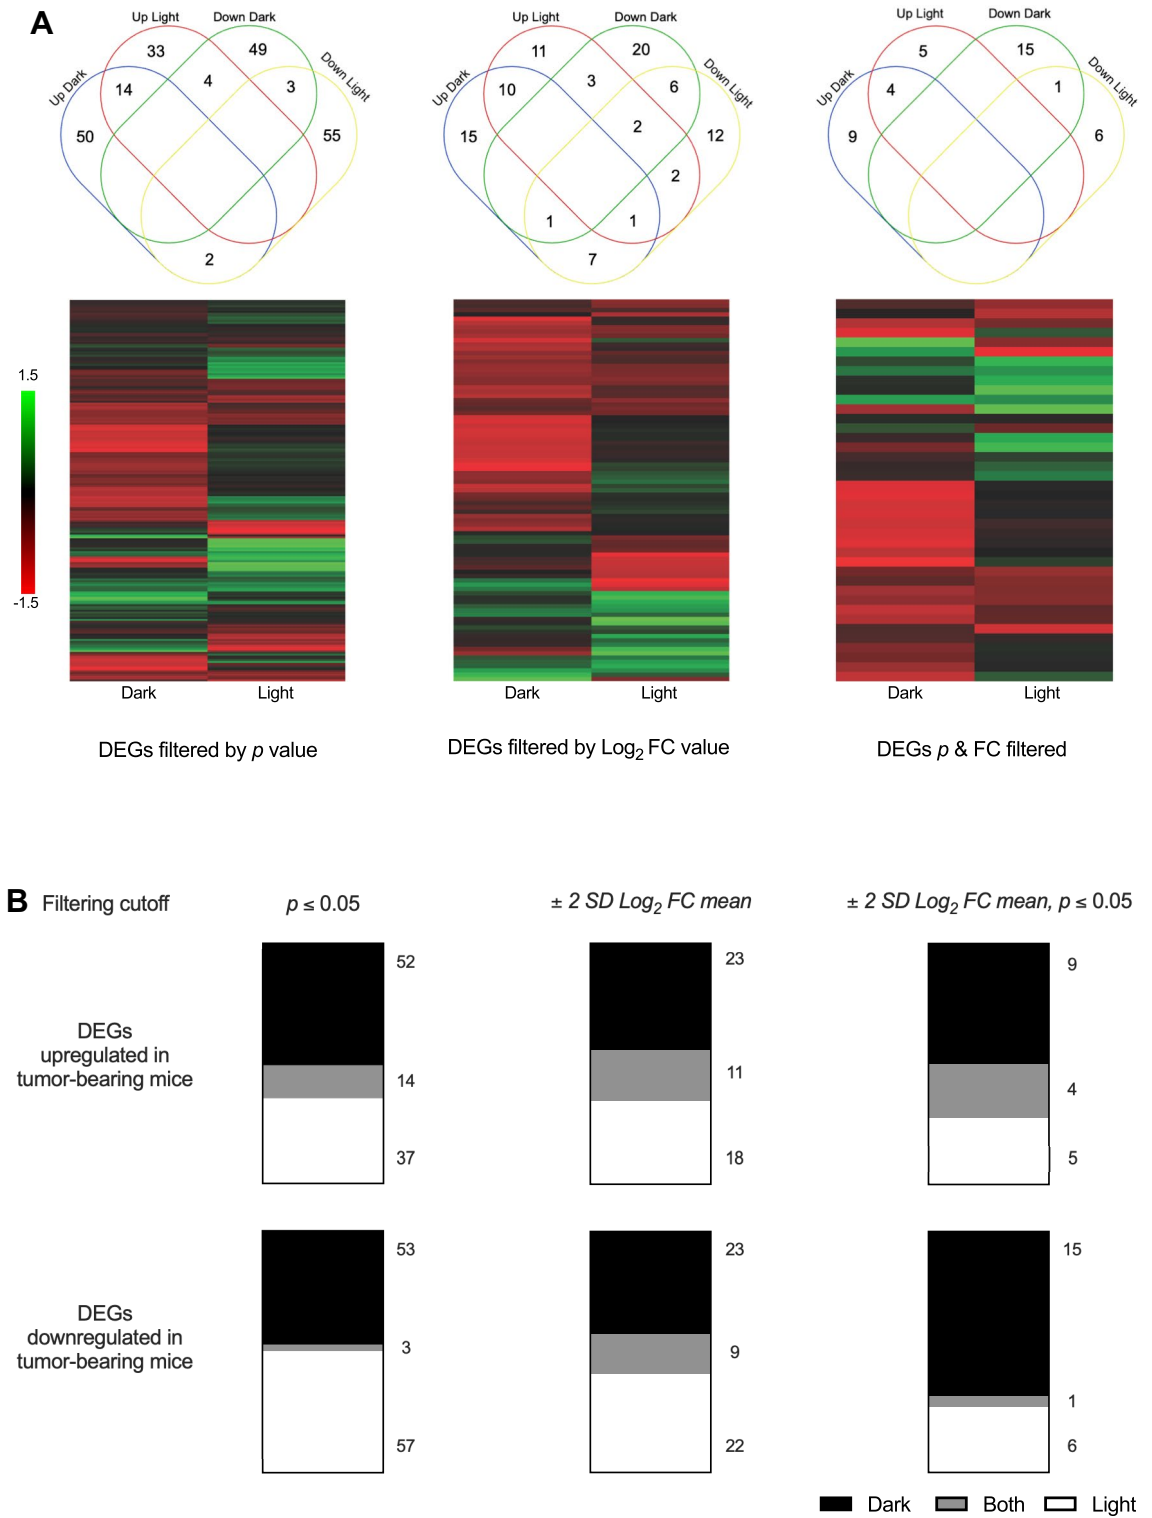 A
Up Light
Down Dark
Up Dark
Down Light
33
49
14
4
3
50
55
2
Up Light
Down Dark
Up Dark
Down Light
11
20
10
3
6
15
2
12
2
1
1
7
Up Light
Down Dark
Up Dark
Down Light
5
15
4
1
9
6
1.5
-1.5
Dark
Light
Dark
Light
Dark
Light
DEGs filtered by p value
DEGs filtered by Log2 FC value
DEGs p & FC filtered
B
Filtering cutoff
p ≤ 0.05
± 2 SD Log2 FC mean
± 2 SD Log2 FC mean, p ≤ 0.05
DEGs
upregulated in
tumor-bearing mice
52
14
37
23
11
18
9
4
5
DEGs
downregulated in
tumor-bearing mice
53
3
57
23
9
22
15
1
6
Dark
Both
Light